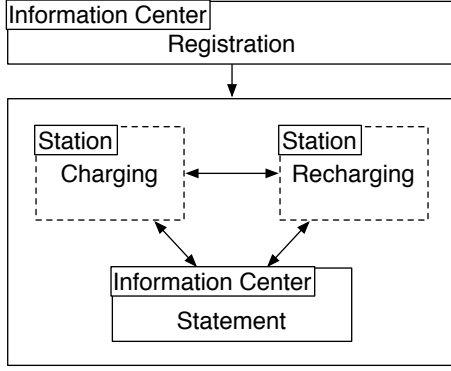 Information Center
Registration
Station
Station
Charging
Recharging
Information Center
Statement